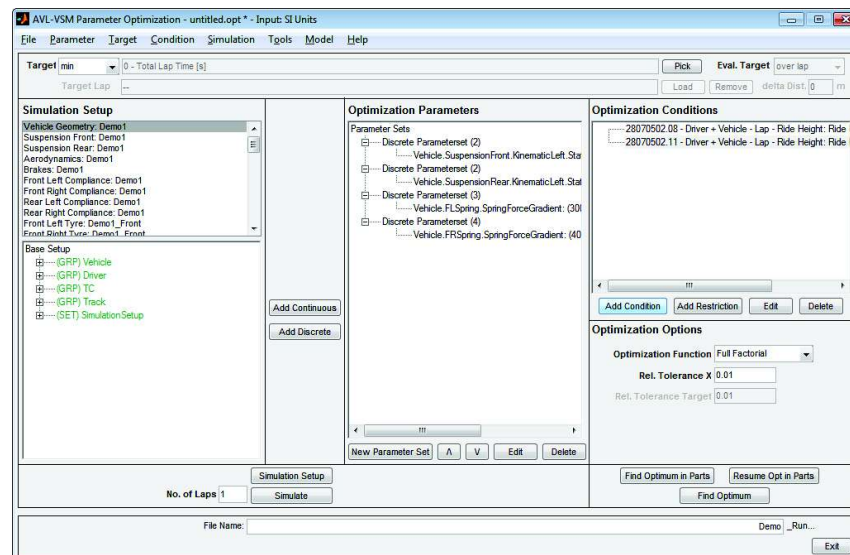 AVL-VSM Parameter Optimization - untitled.opt * - Input: SI Units
File Parameter Target Condition Simulation Tools Model Help
Target min 0 - Total Lap Time [s] Pick Eval. Target over lap
Target Lap -- Load Remove delta Dist. 0 m
Simulation Setup
Vehicle Geometry: Demo1
Suspension Front: Demo1
Suspension Rear: Demo1
Aerodynamics: Demo1
Brakes: Demo1
Front Left Compliance: Demo1
Front Right Compliance: Demo1
Rear Left Compliance: Demo1
Rear Right Compliance: Demo1
Front Left Tyre: Demo1_Front
Front Right Tyre: Demo1_Front
Base Setup
(GRP) Vehicle
(GRP) Driver
(GRP) TC
(GRP) Track
(SET) SimulationSetup
Add Continuous
Add Discrete
Optimization Parameters
Parameter Sets
Discrete Parameterset (2)
Vehicle.SuspensionFront.KinematicLeft.Stat
Discrete Parameterset (2)
Vehicle.SuspensionRear.KinematicLeft.Stat
Discrete Parameterset (3)
Vehicle.FLSpring.SpringForceGradient: (300
Discrete Parameterset (4)
Vehicle.FRSpring.SpringForceGradient: (40
New Parameter Set Λ V Edit Delete
Optimization Conditions
28070502.08 - Driver + Vehicle - Lap - Ride Height: Ride
28070502.11 - Driver + Vehicle - Lap - Ride Height: Ride
Add Condition Add Restriction Edit Delete
Optimization Options
Optimization Function Full Factorial
Rel. Tolerance X 0.01
Rel. Tolerance Target 0.01
Simulation Setup
No. of Laps 1 Simulate
Find Optimum in Parts Resume Opt in Parts
Find Optimum
File Name: Demo _Run...
Exit